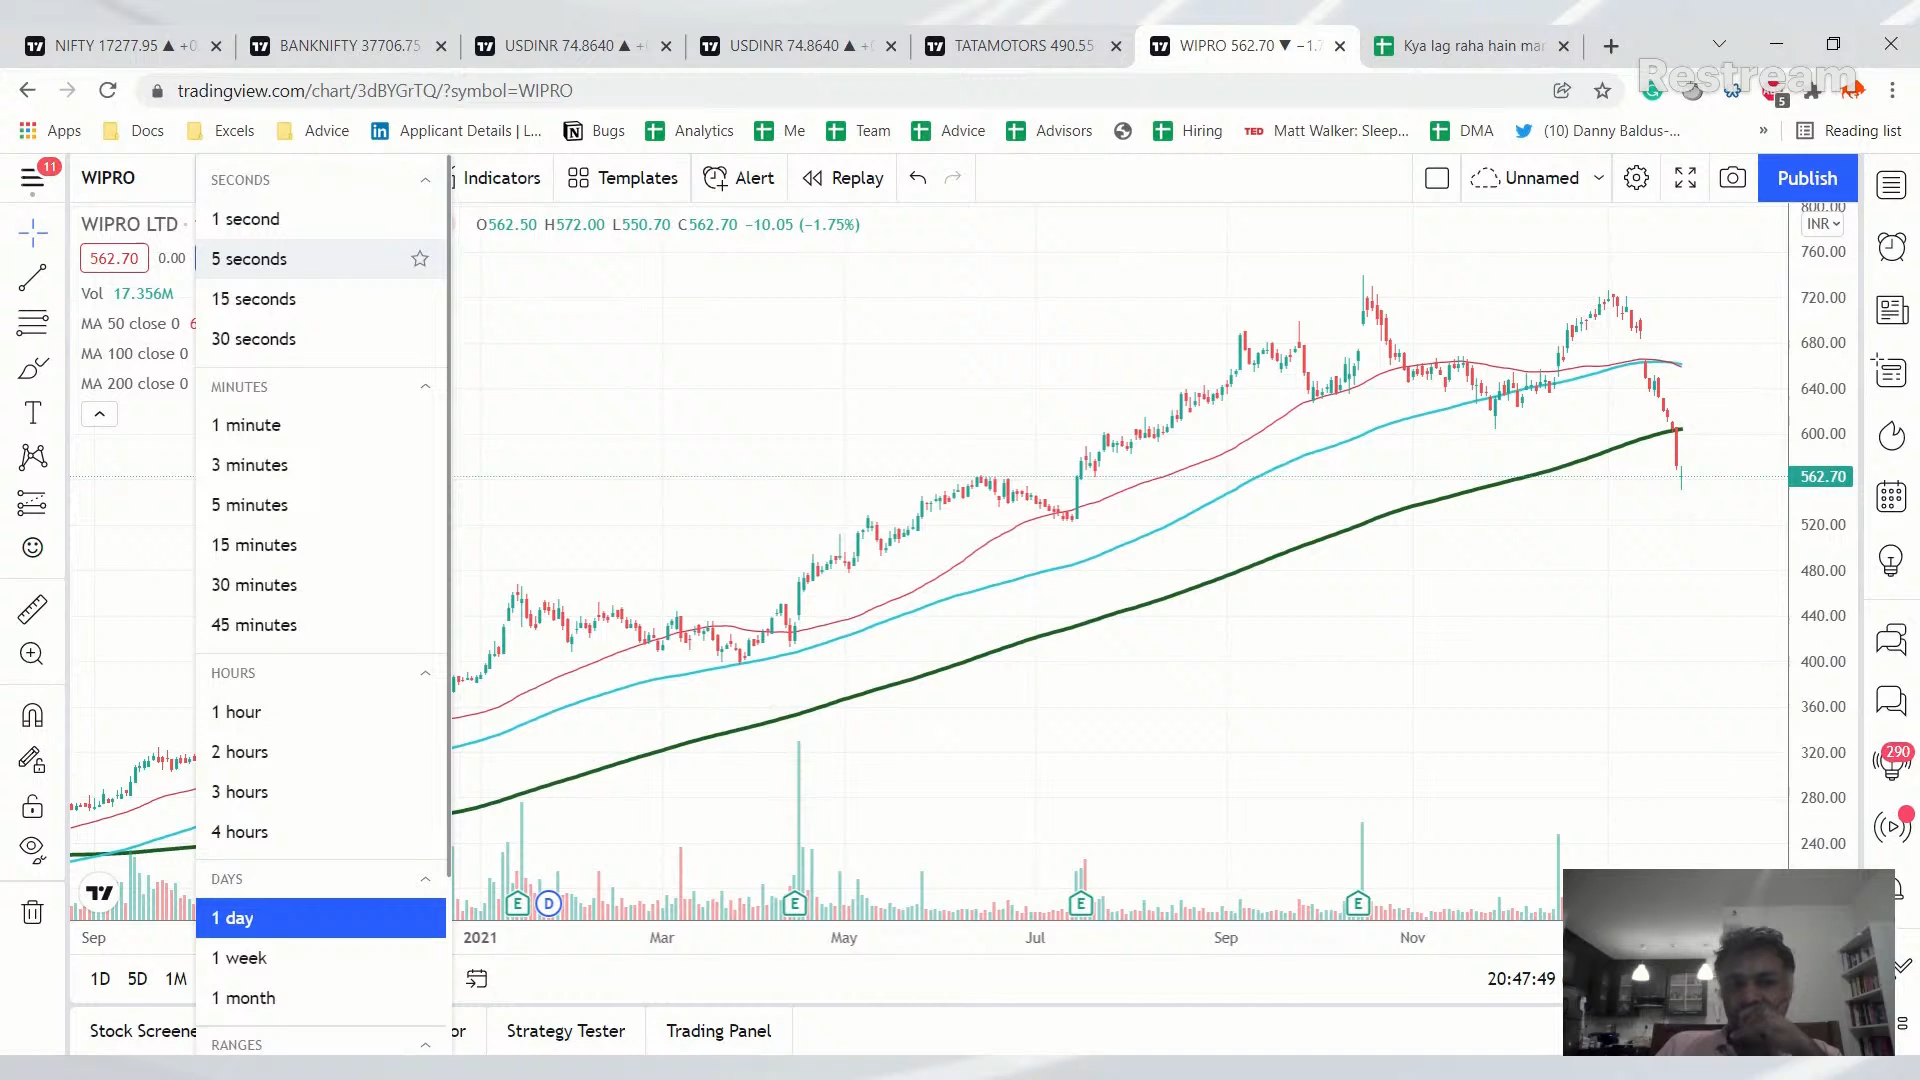 NIFTY 17277.95 ▲ +0
BANKNIFTY 37706.75
USDINR 74.8640 ▲ +
USDINR 74.8640 ▲ +
TATAMOTORS 490.55
WIPRO 562.70 ▼ −1.7
Kya lag raha hain mar
Restream
tradingview.com/chart/3dBYGrTQ/?symbol=WIPRO
5
Apps
Docs
Excels
Advice
Applicant Details | L...
Bugs
Analytics
Me
Team
Advice
Advisors
Hiring
TED
Matt Walker: Sleep...
DMA
(10) Danny Baldus-...
»
Reading list
11
WIPRO
Indicators
Templates
Alert
Replay
Unnamed
Publish
WIPRO LTD ·
O562.50 H572.00 L550.70 C562.70 −10.05 (−1.75%)
562.70
0.00
Vol 17.356M
MA 50 close 0 6
MA 100 close 0
MA 200 close 0
SECONDS
1 second
5 seconds
15 seconds
30 seconds
MINUTES
1 minute
3 minutes
5 minutes
15 minutes
30 minutes
45 minutes
HOURS
1 hour
2 hours
3 hours
4 hours
DAYS
1 day
1 week
1 month
RANGES
800.00
INR
760.00
720.00
680.00
640.00
600.00
562.70
520.00
480.00
440.00
400.00
360.00
320.00
280.00
240.00
290
E
D
E
E
E
Sep
2021
Mar
May
Jul
Sep
Nov
1D
5D
1M
20:47:49
Stock Screene
or
Strategy Tester
Trading Panel